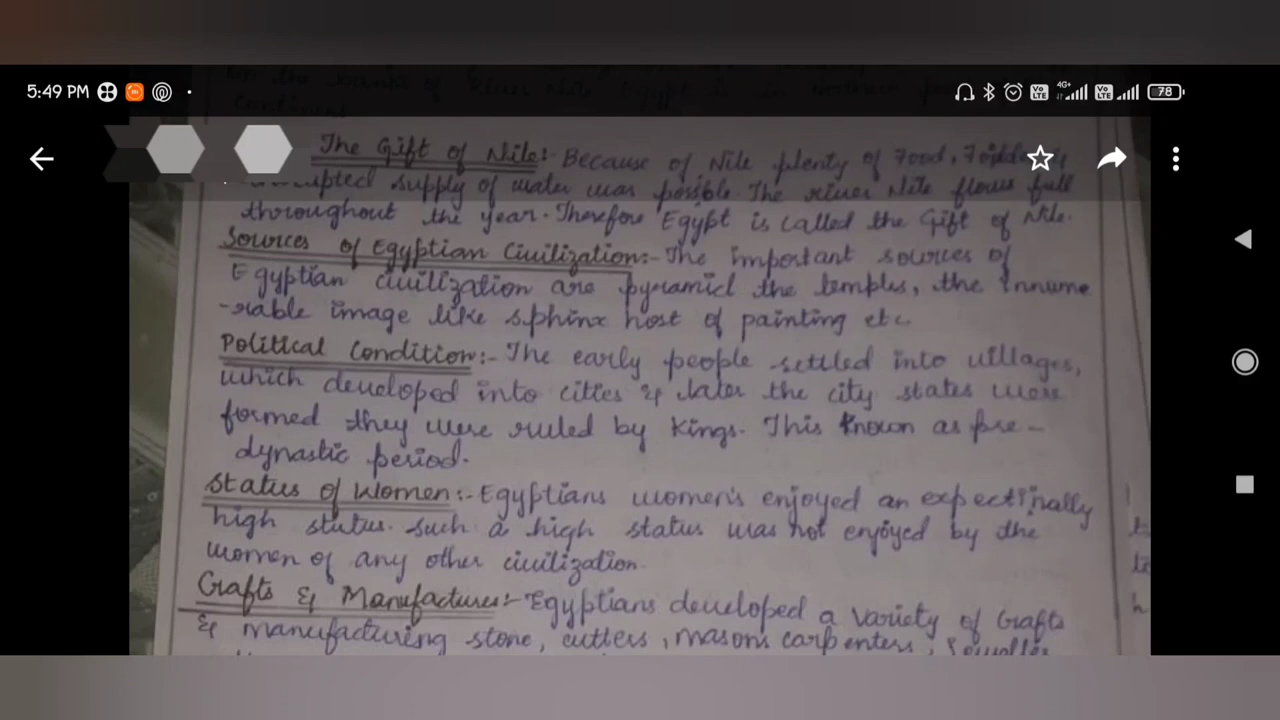 5:49 PM
4G+
Vo LTE
Vo LTE
78
The Gift of Nile:- Because of Nile plenty of Food,
supply of water was possible. The river Nile flows full
throughout the year. Therefore Egypt is called the Gift of Nile.
Sources of Egyptian Civilization:- The important sources of
Egyptian civilization are pyramid the temples, the Innume
-rable image like sphinx host of painting etc.
Political Condition:- The early people settled into villages,
which developed into cities & later the city states were
formed they were ruled by Kings. This known as pre-
dynastic period.
Status of Women:- Egyptians women's enjoyed an expectinally
high status. Such a high status was not enjoyed by the
women of any other civilization.
Crafts & Manufactures:- Egyptians developed a Variety of Crafts
& manufacturing stone, cutters, masons carpenters,